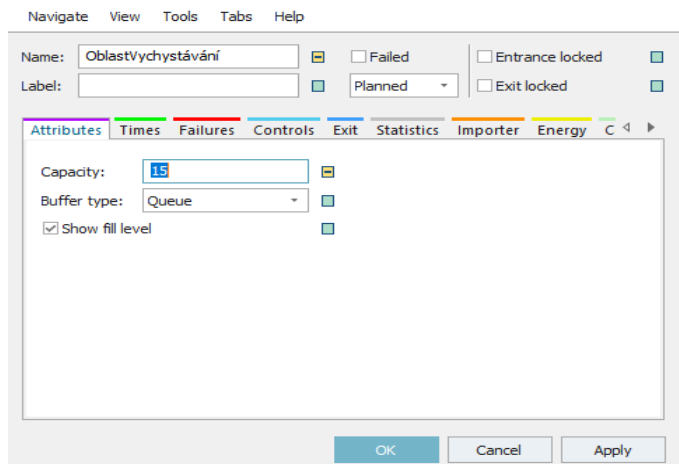 Navigate View Tools Tabs Help
Name: OblastVychystávání Failed Entrance locked
Label: Planned Exit locked
Attributes Times Failures Controls Exit Statistics Importer Energy C
Capacity: 15
Buffer type: Queue
Show fill level
OK Cancel Apply